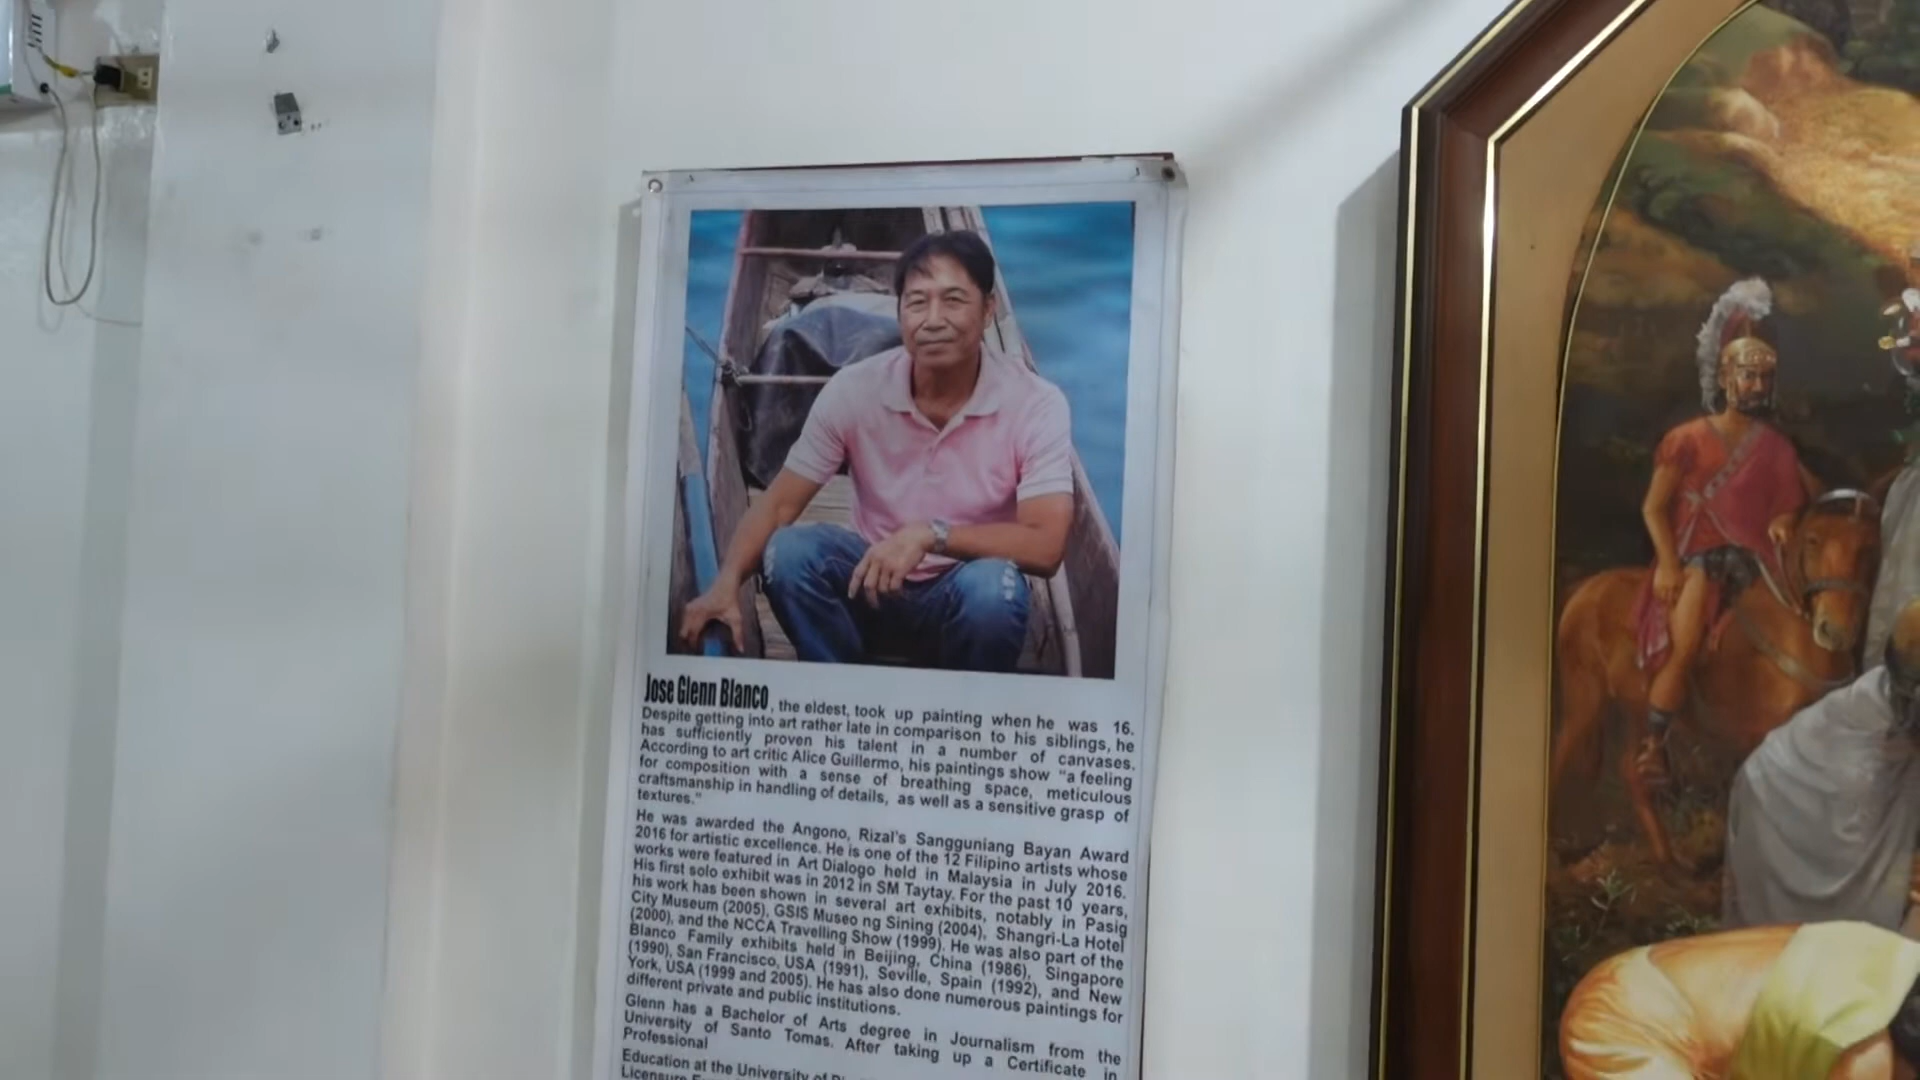 Jose Glenn Blanco, the eldest, took up painting when he was 16.
Despite getting into art rather late in comparison to his siblings, he
has sufficiently proven his talent in a number of canvases.
According to art critic Alice Guillermo, his paintings show "a feeling
for composition with a sense of breathing space, meticulous
craftsmanship in handling of details, as well as a sensitive grasp of
textures."
He was awarded the Angono, Rizal's Sangguniang Bayan Award
2016 for artistic excellence. He is one of the 12 Filipino artists whose
works were featured in Art Dialogo held in Malaysia in July 2016.
His first solo exhibit was in 2012 in SM Taytay. For the past 10 years,
his work has been shown in several art exhibits, notably in Pasig
City Museum (2005), GSIS Museo ng Sining (2004), Shangri-La Hotel
(2000), and the NCCA Travelling Show (1999). He was also part of the
Blanco Family exhibits held in Beijing, China (1986), Singapore
(1990), San Francisco, USA (1991), Seville, Spain (1992), and New
York, USA (1999 and 2005). He has also done numerous paintings for
different private and public institutions.
Glenn has a Bachelor of Arts degree in Journalism from the
University of Santo Tomas. After taking up a Certificate in
Professional
Education at the University of
Licensure